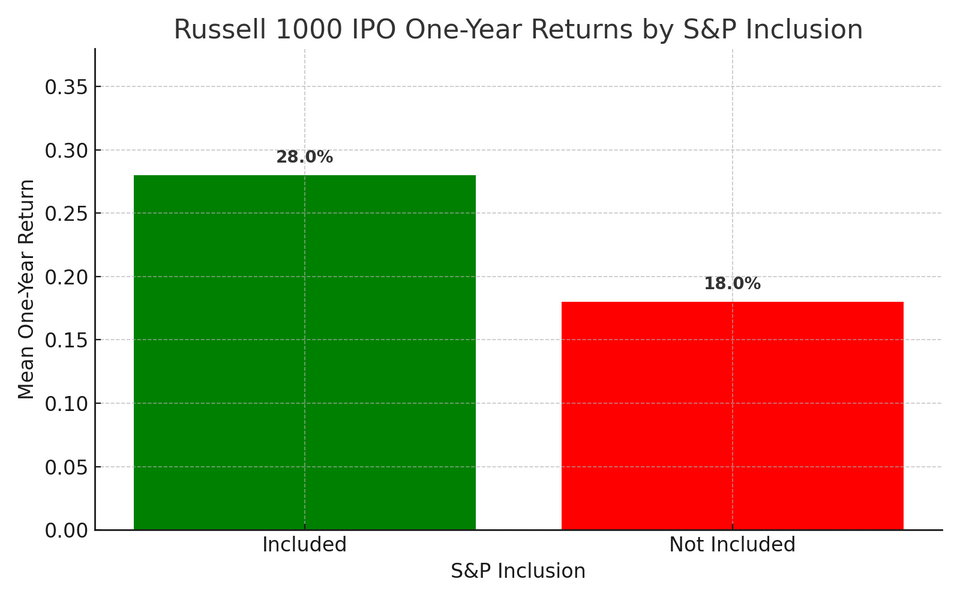 Russell 1000 IPO One-Year Returns by S&P Inclusion
Mean One-Year Return
0.35
0.30
0.25
0.20
0.15
0.10
0.05
0.00
28.0%
18.0%
Included
Not Included
S&P Inclusion